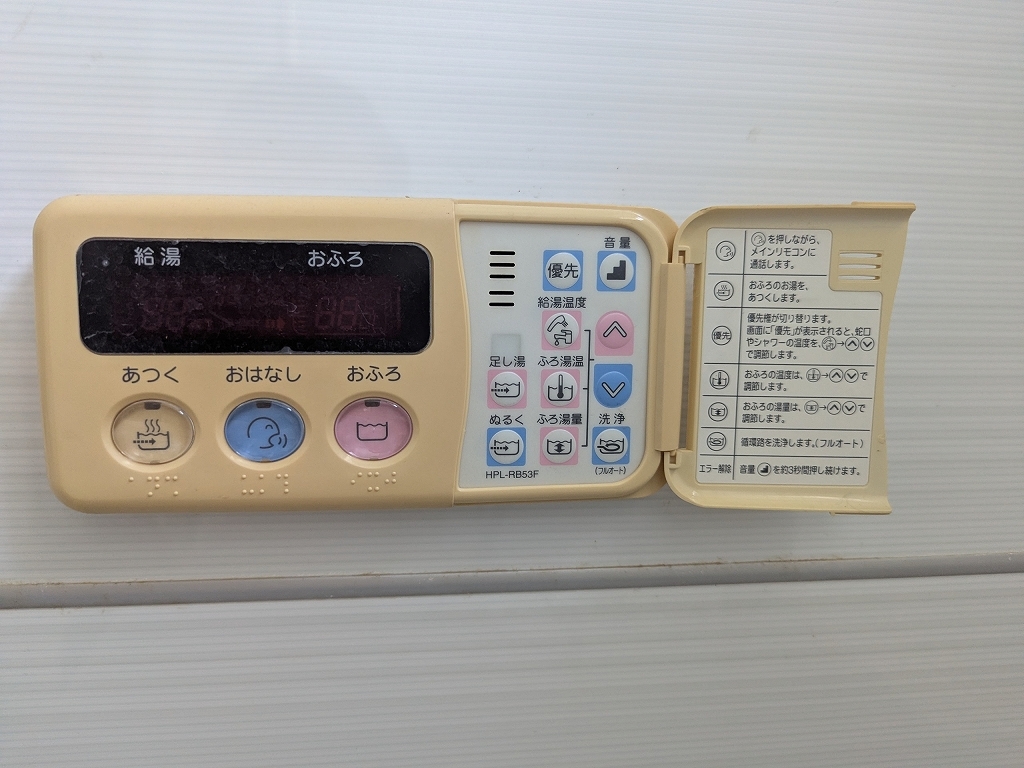 給湯
おふろ
あつく
おはなし
おふろ
音量
優先
給湯温度
足し湯
ふろ湯温
ぬるく
ふろ湯量
洗浄
(フルオート)
HPL-RB53F
を押しながら、
メインリモコンに
通話します。
おふろのお湯を、
あつくします。
優先
優先権が切り替ります。
画面に「優先」が表示されると、蛇口
やシャワーの温度を、→で
調節します。
おふろの温度は、→で
調節します。
おふろの湯量は、→で
調節します。
循環路を洗浄します。(フルオート)
エラー解除
音量を約3秒間押し続けます。